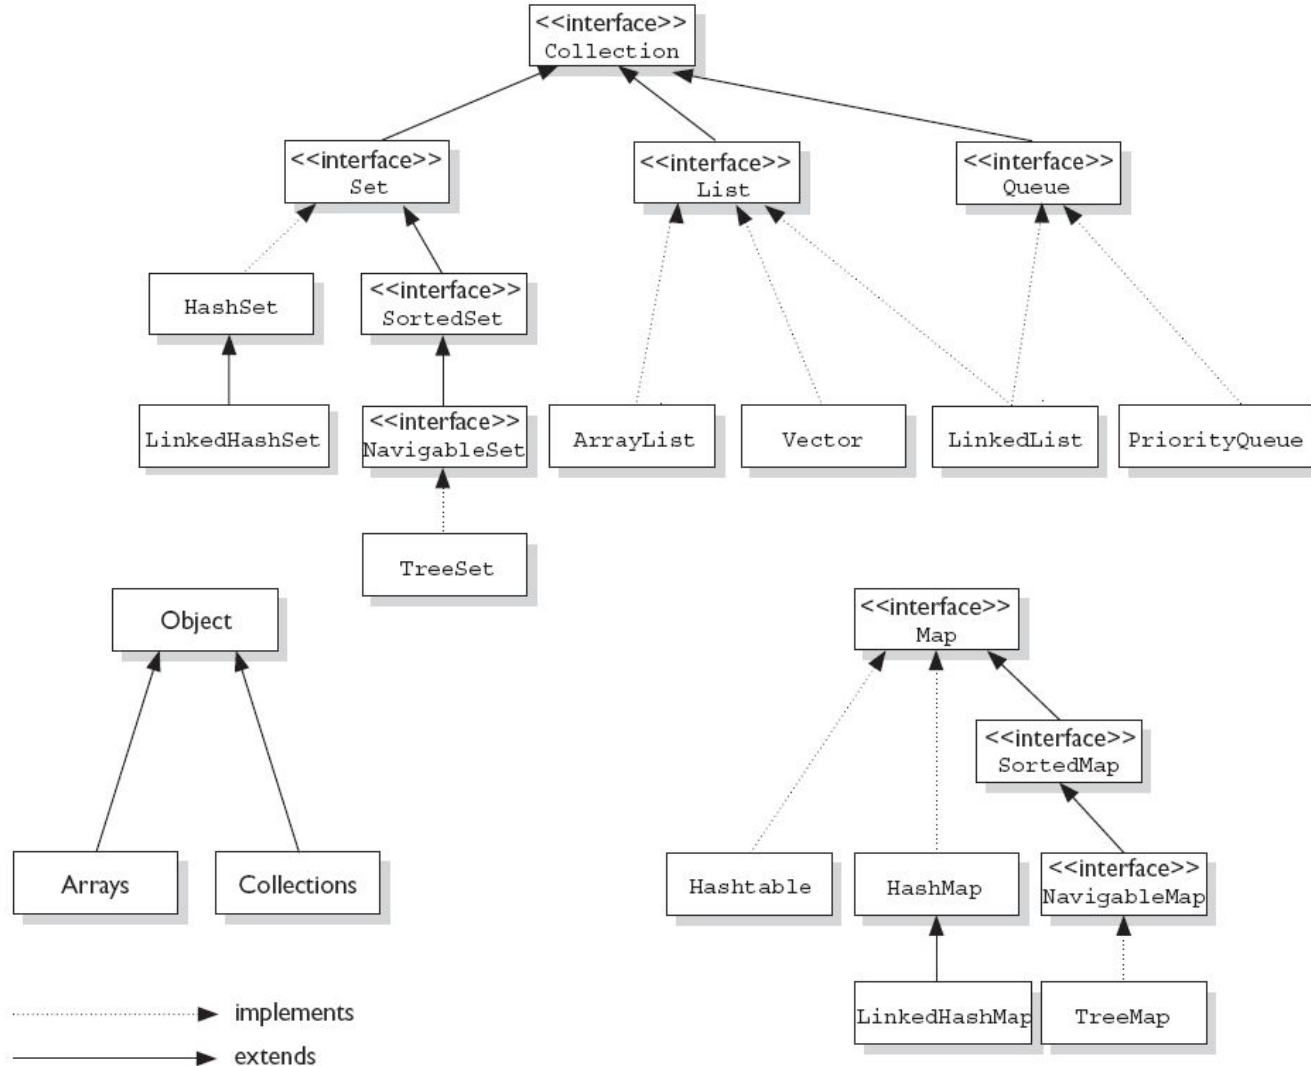 <<interface>>
Collection
<<interface>>
Set
<<interface>>
List
<<interface>>
Queue
HashSet
<<interface>>
SortedSet
LinkedHashSet
<<interface>>
NavigableSet
ArrayList
Vector
LinkedList
PriorityQueue
TreeSet
Object
<<interface>>
Map
<<interface>>
SortedMap
Arrays
Collections
Hashtable
HashMap
<<interface>>
NavigableMap
LinkedHashMap
TreeMap
implements
extends